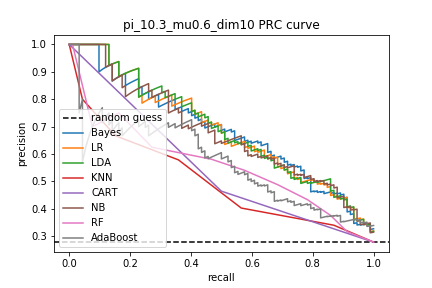 pi_10.3_mu0.6_dim10 PRC curve
precision
1.0
0.9
0.8
0.7
0.6
0.5
0.4
0.3
random guess
Bayes
LR
LDA
KNN
CART
NB
RF
AdaBoost
0.0
0.2
0.4
0.6
0.8
1.0
recall